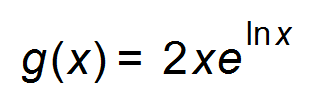 g(x) = 2xe^{ln x}